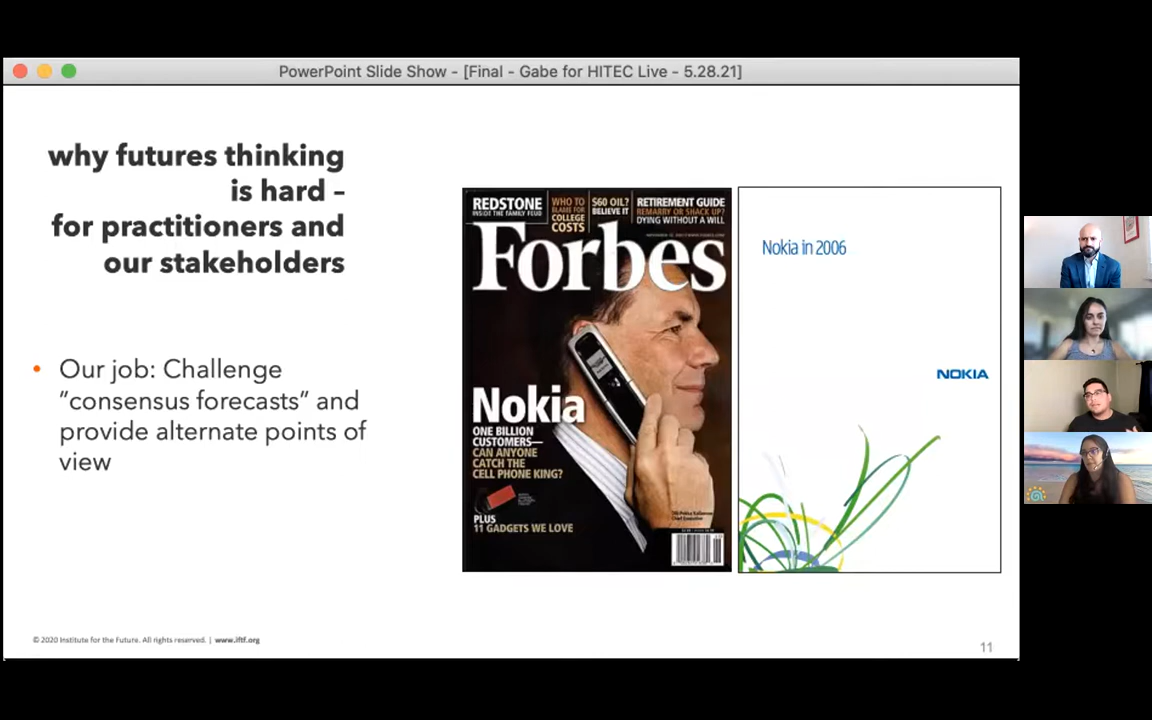 PowerPoint Slide Show - [Final - Gabe for HITEC Live - 5.28.21]
why futures thinking
is hard –
for practitioners and
our stakeholders
• Our job: Challenge
“consensus forecasts” and
provide alternate points of
view
REDSTONE
INSIDE THE FAMILY FEUD
WHO TO
BLAME FOR
COLLEGE
COSTS
$60 OIL?
BELIEVE IT
RETIREMENT GUIDE
REMARRY OR SHACK UP?
DYING WITHOUT A WILL
Forbes
Nokia
ONE BILLION
CUSTOMERS—
CAN ANYONE
CATCH THE
CELL PHONE KING?
PLUS
11 GADGETS WE LOVE
Nokia in 2006
NOKIA
© 2020 Institute for the Future. All rights reserved. | www.iftf.org
11